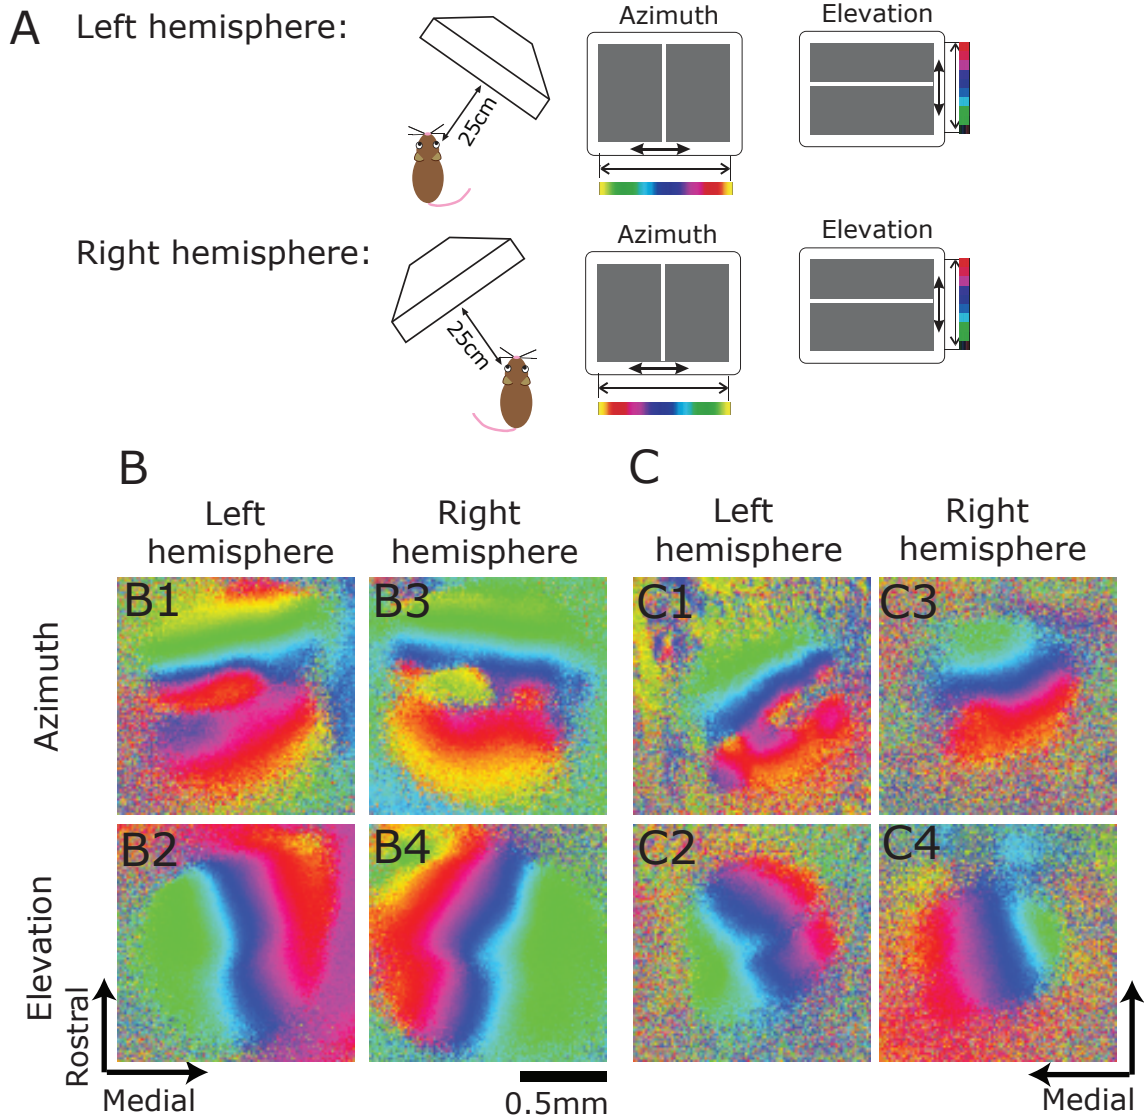 A
Left hemisphere:
Azimuth
Elevation
25cm
Right hemisphere:
Azimuth
Elevation
25cm
B
C
Left
hemisphere
Right
hemisphere
Left
hemisphere
Right
hemisphere
Azimuth
B1
B3
C1
C3
Elevation
B2
B4
C2
C4
Rostral
Medial
0.5mm
Medial